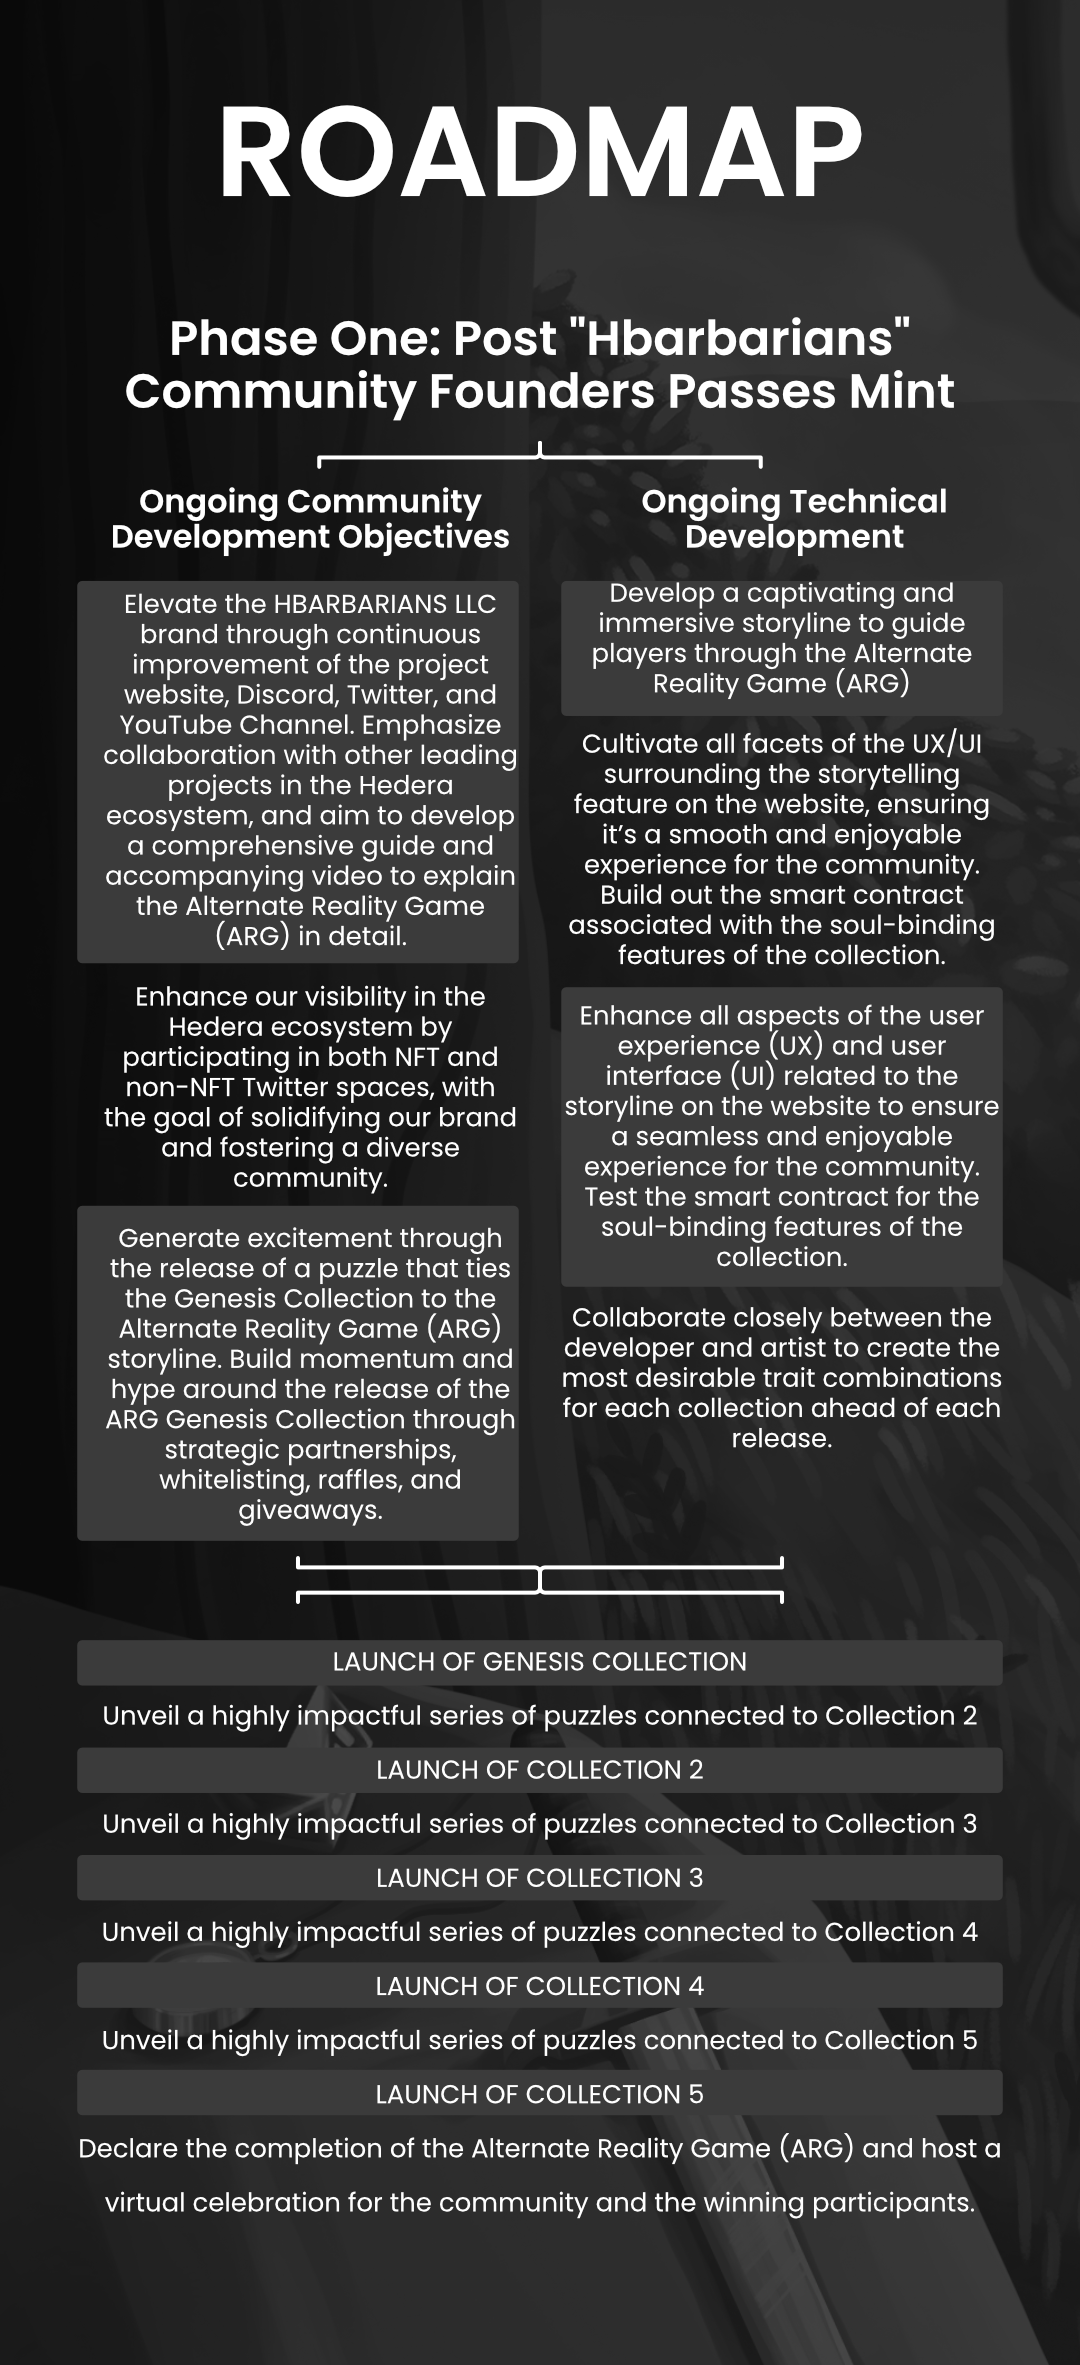 ROADMAP
Phase One: Post "Hbarbarians"
Community Founders Passes Mint
Ongoing Community
Development Objectives
Elevate the HBARBARIANS LLC
brand through continuous
improvement of the project
website, Discord, Twitter, and
YouTube Channel. Emphasize
collaboration with other leading
projects in the Hedera
ecosystem, and aim to develop
a comprehensive guide and
accompanying video to explain
the Alternate Reality Game
(ARG) in detail.
Enhance our visibility in the
Hedera ecosystem by
participating in both NFT and
non-NFT Twitter spaces, with
the goal of solidifying our brand
and fostering a diverse
community.
Generate excitement through
the release of a puzzle that ties
the Genesis Collection to the
Alternate Reality Game (ARG)
storyline. Build momentum and
hype around the release of the
ARG Genesis Collection through
strategic partnerships,
whitelisting, raffles, and
giveaways.
Ongoing Technical
Development
Develop a captivating and
immersive storyline to guide
players through the Alternate
Reality Game (ARG)
Cultivate all facets of the UX/UI
surrounding the storytelling
feature on the website, ensuring
it’s a smooth and enjoyable
experience for the community.
Build out the smart contract
associated with the soul-binding
features of the collection.
Enhance all aspects of the user
experience (UX) and user
interface (UI) related to the
storyline on the website to ensure
a seamless and enjoyable
experience for the community.
Test the smart contract for the
soul-binding features of the
collection.
Collaborate closely between the
developer and artist to create the
most desirable trait combinations
for each collection ahead of each
release.
LAUNCH OF GENESIS COLLECTION
Unveil a highly impactful series of puzzles connected to Collection 2
LAUNCH OF COLLECTION 2
Unveil a highly impactful series of puzzles connected to Collection 3
LAUNCH OF COLLECTION 3
Unveil a highly impactful series of puzzles connected to Collection 4
LAUNCH OF COLLECTION 4
Unveil a highly impactful series of puzzles connected to Collection 5
LAUNCH OF COLLECTION 5
Declare the completion of the Alternate Reality Game (ARG) and host a
virtual celebration for the community and the winning participants.